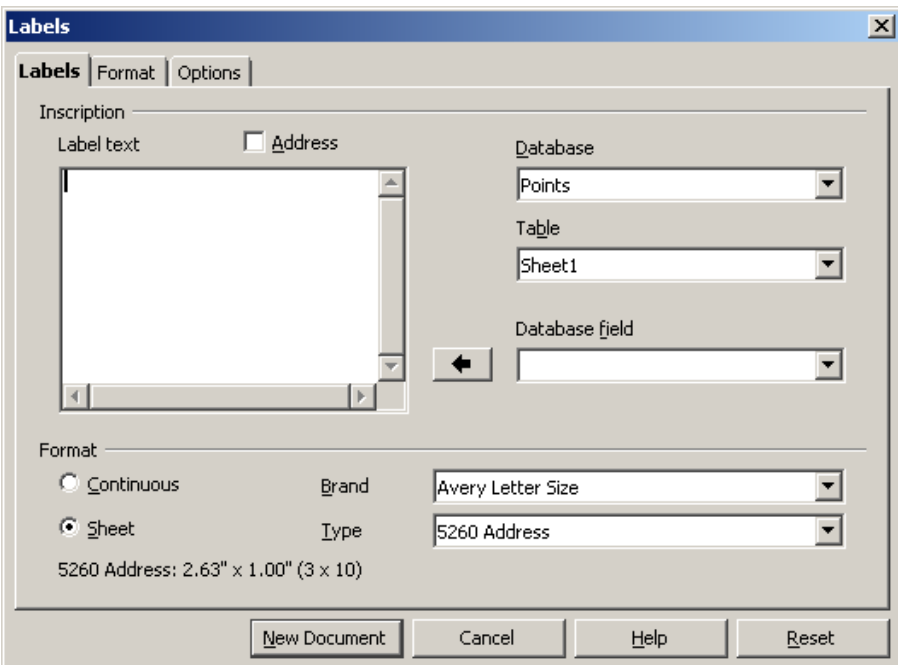 Labels
Labels Format Options
Inscription
Label text Address
Database
Points
Table
Sheet1
Database field
Format
Continuous Brand Avery Letter Size
Sheet Type 5260 Address
5260 Address: 2.63" x 1.00" (3 x 10)
New Document Cancel Help Reset